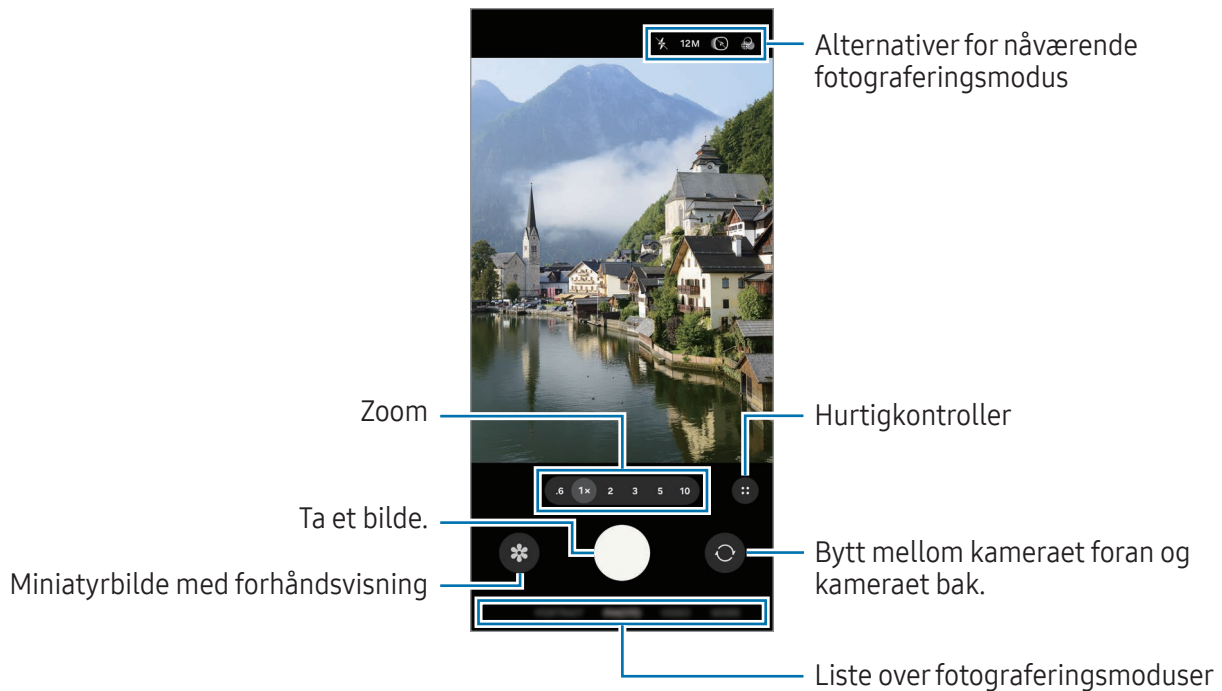 12M
Alternativer for nåværende
fotograferingsmodus
Zoom
Hurtigkontroller
.6 1× 2 3 5 10
Ta et bilde.
Bytt mellom kameraet foran og
kameraet bak.
Miniatyrbilde med forhåndsvisning
Liste over fotograferingsmoduser